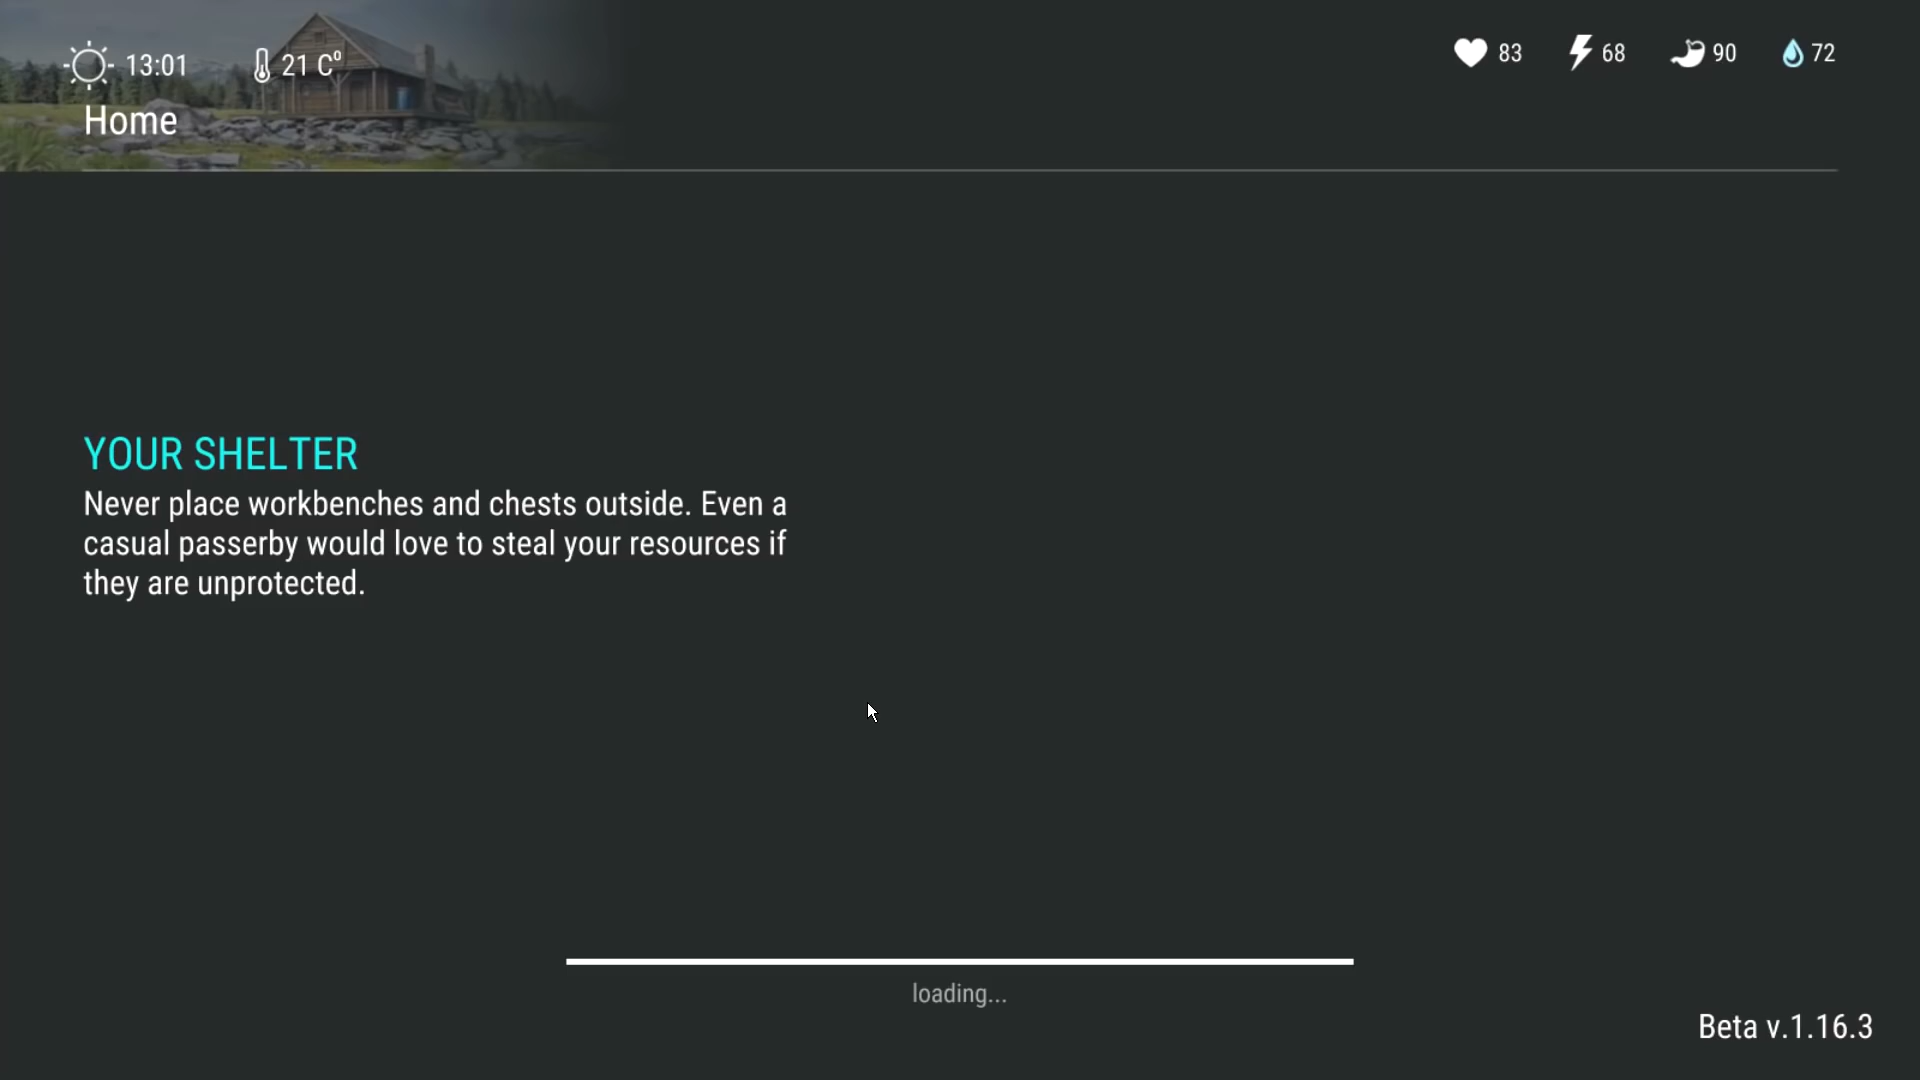 13:01
21 Cº
83
68
90
72
Home
YOUR SHELTER
Never place workbenches and chests outside. Even a
casual passerby would love to steal your resources if
they are unprotected.
loading...
Beta v.1.16.3